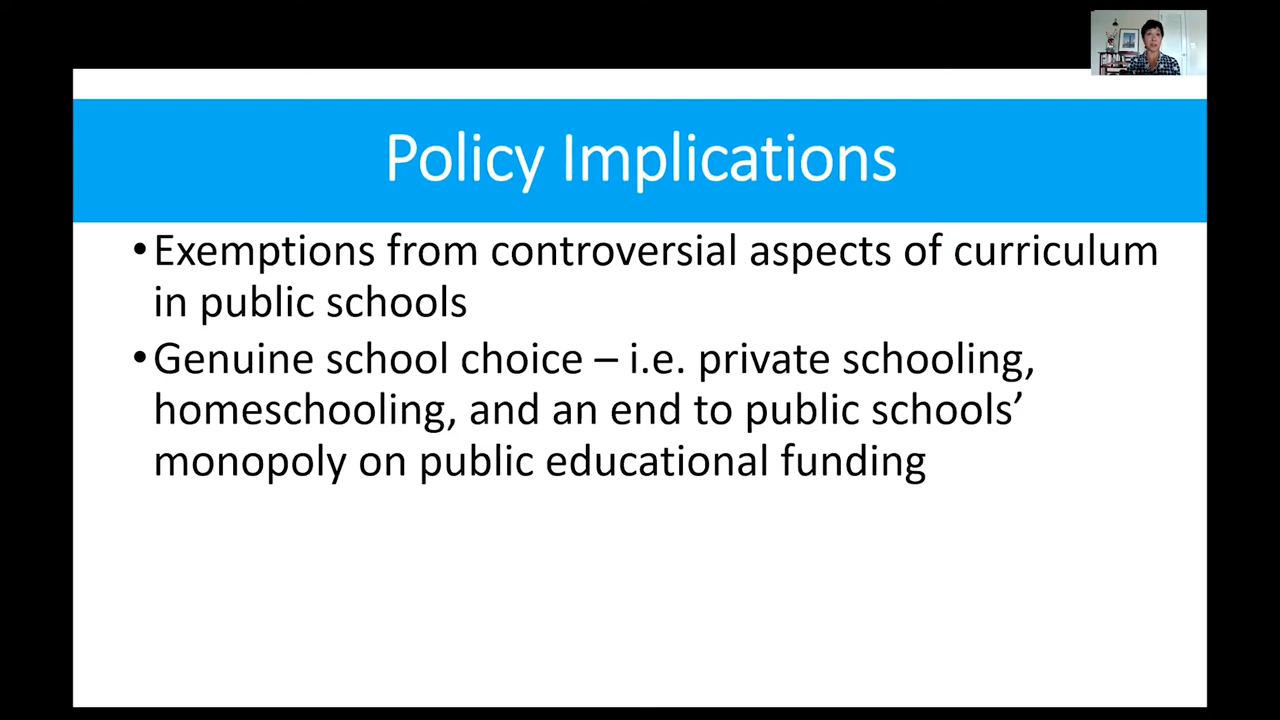 Policy Implications
•Exemptions from controversial aspects of curriculum
in public schools
•Genuine school choice – i.e. private schooling,
homeschooling, and an end to public schools’
monopoly on public educational funding